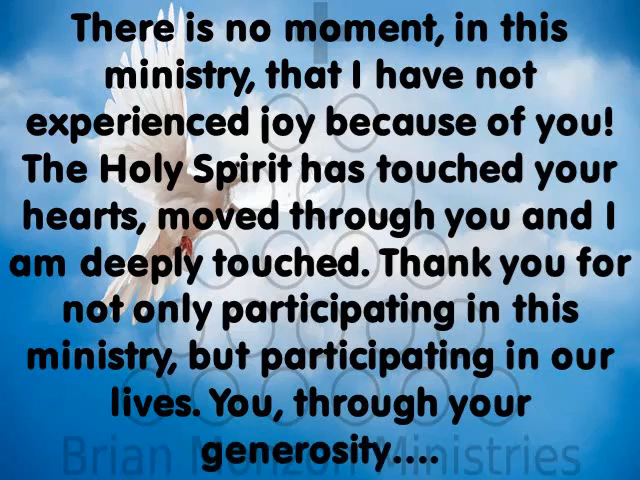 There is no moment, in this
ministry, that I have not
experienced joy because of you!
The Holy Spirit has touched your
hearts, moved through you and I
am deeply touched. Thank you for
not only participating in this
ministry, but participating in our
lives. You, through your
generosity....
Brian Ministries